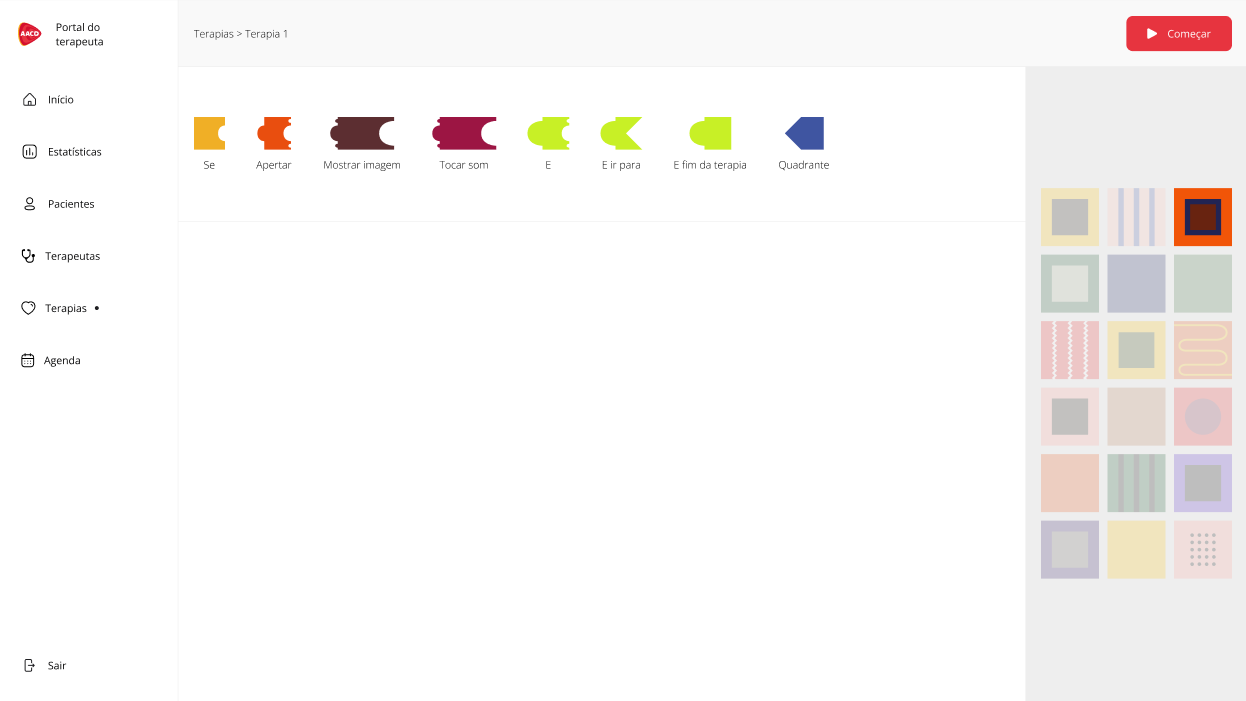 AACD
Portal do
terapeuta
Terapias > Terapia 1
Começar
Início
Estatísticas
Pacientes
Terapeutas
Terapias •
Agenda
Sair
Se
Apertar
Mostrar imagem
Tocar som
E
E ir para
E fim da terapia
Quadrante